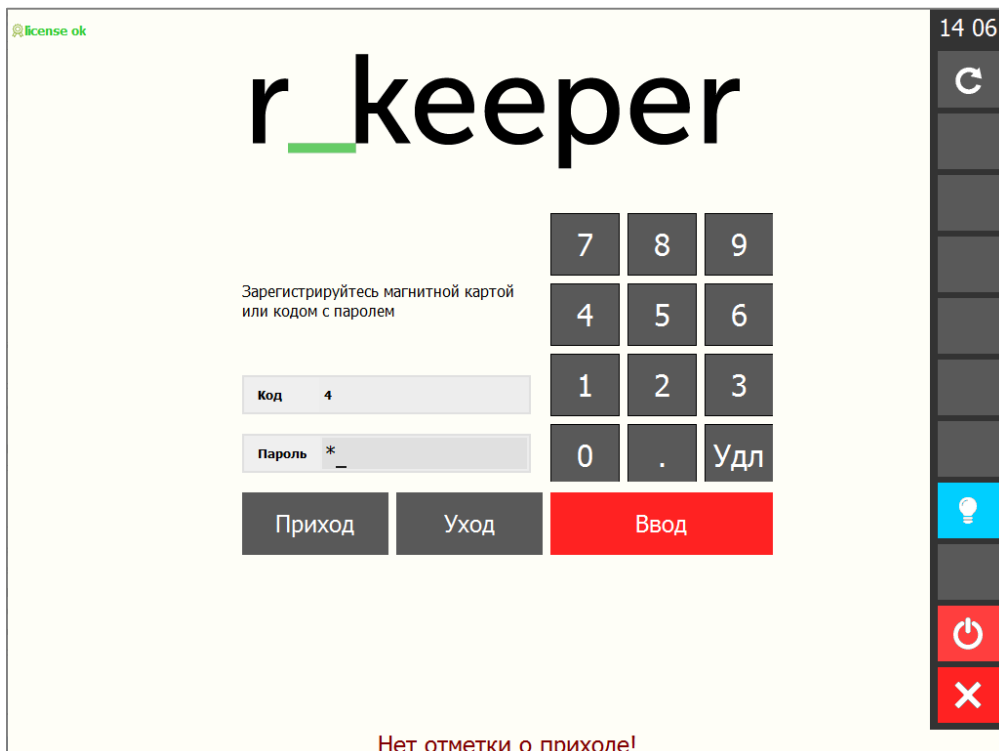 license ok
14 06
r_keeper
Зарегистрируйтесь магнитной картой
или кодом с паролем
7 8 9
4 5 6
1 2 3
0 . Удл
Код 4
Пароль *_
Приход Уход Ввод
Нет отметки о приходе!